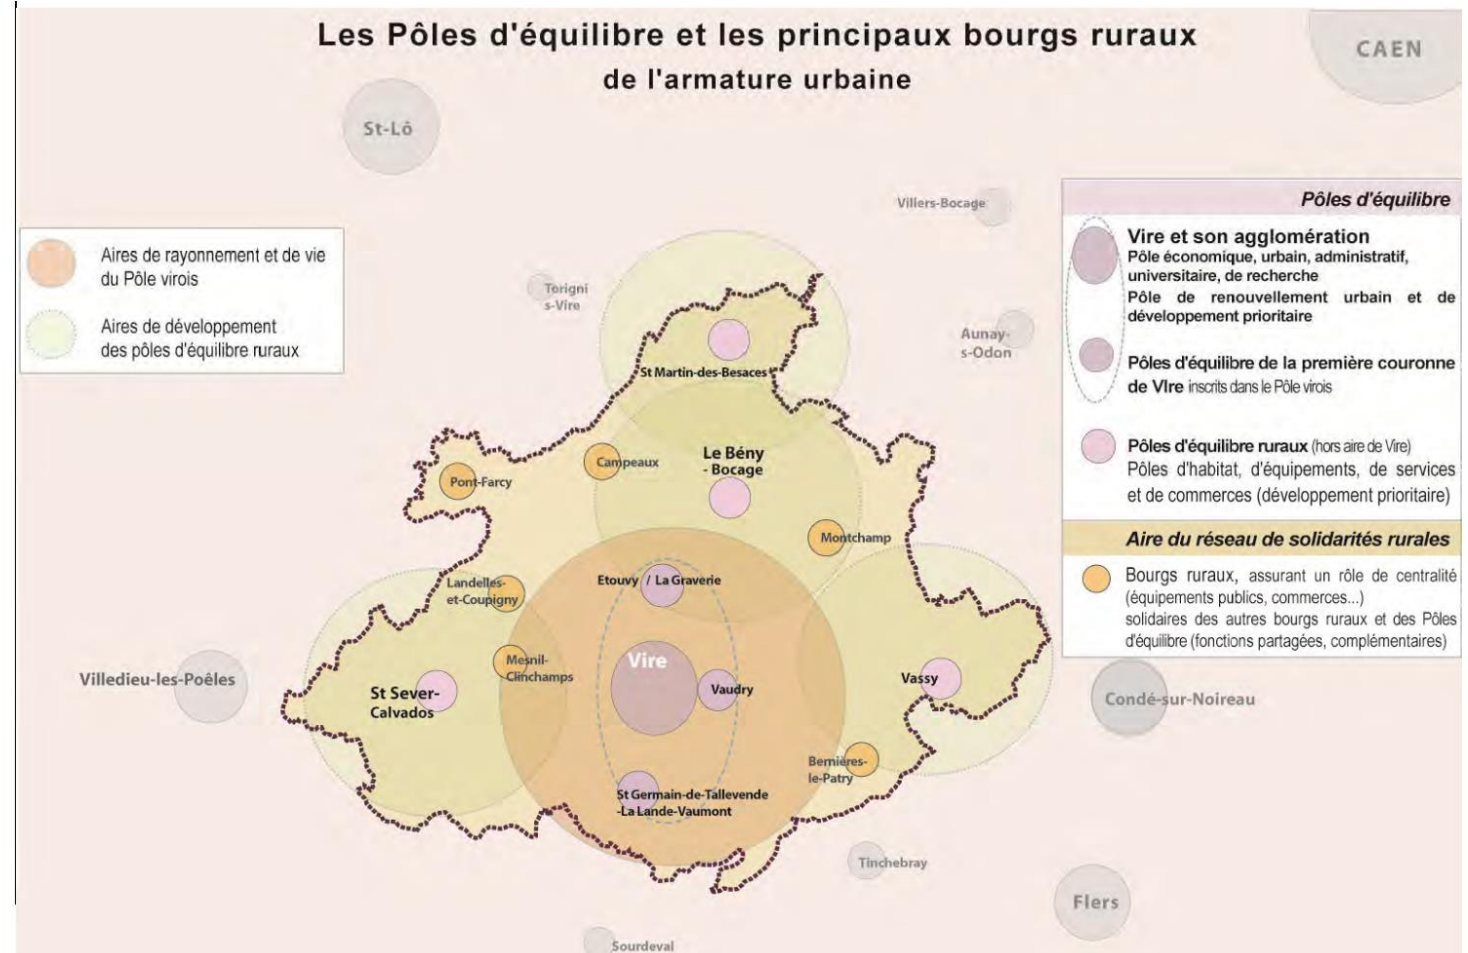 Les Pôles d'équilibre et les principaux bourgs ruraux
de l'armature urbaine
CAEN
St-Lô
Villers-Bocage
Aires de rayonnement et de vie
du Pôle virois
Aires de développement
des pôles d'équilibre ruraux
Torigni
s-Vire
Aunay-
s-Odon
Pôles d'équilibre
Vire et son agglomération
Pôle économique, urbain, administratif,
universitaire, de recherche
Pôle de renouvellement urbain et de
développement prioritaire
Pôles d'équilibre de la première couronne
de VIre inscrits dans le Pôle virois
Pôles d'équilibre ruraux (hors aire de Vire)
Pôles d'habitat, d'équipements, de services
et de commerces (développement prioritaire)
Aire du réseau de solidarités rurales
Bourgs ruraux, assurant un rôle de centralité
(équipements publics, commerces...)
solidaires des autres bourgs ruraux et des Pôles
d'équilibre (fonctions partagées, complémentaires)
St Martin-des-Besaces
Campeaux
Le Bény
- Bocage
Pont-Farcy
Montchamp
Landelles-
et-Coupigny
Etouvy / La Graverie
Mesnil-
Clinchamps
Vire
Vaudry
Vassy
Villedieu-les-Poêles
St Sever-
Calvados
Condé-sur-Noireau
Bernières-
le-Patry
St Germain-de-Tallevende
-La Lande-Vaumont
Tinchebray
Flers
Sourdeval